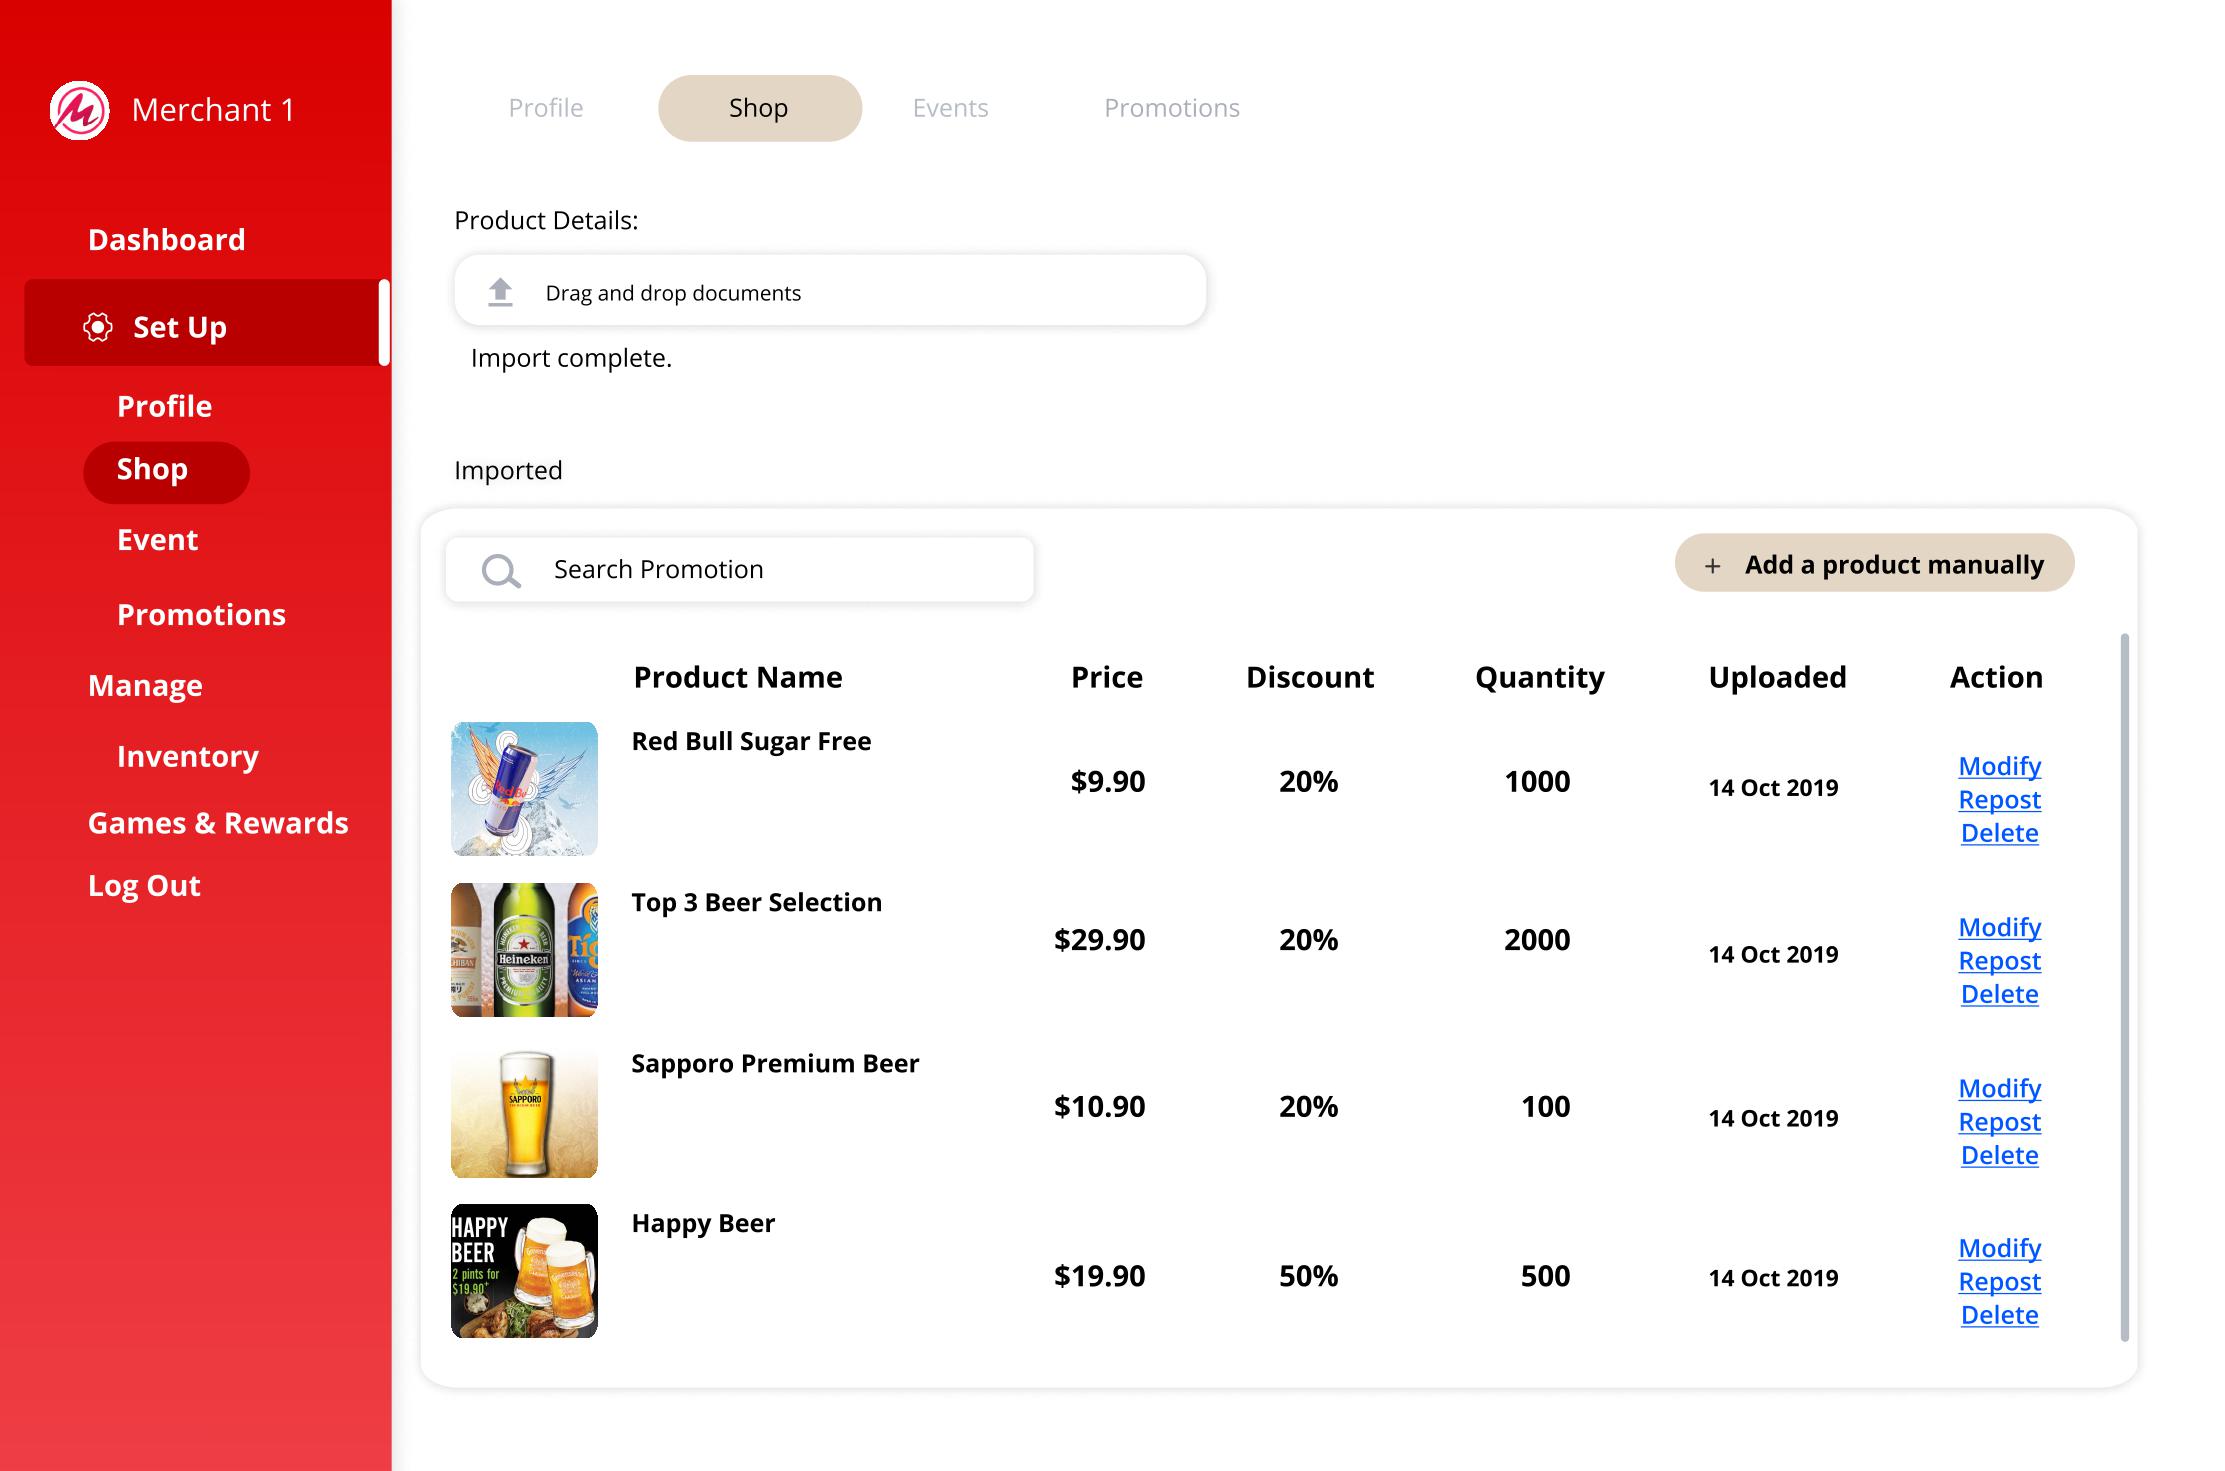 Merchant 1
Dashboard
Set Up
Profile
Shop
Event
Promotions
Manage
Inventory
Games & Rewards
Log Out
Profile
Shop
Events
Promotions
Product Details:
Drag and drop documents
Import complete.
Imported
Search Promotion
+ Add a product manually
Product Name Price Discount Quantity Uploaded Action
Red Bull Sugar Free
$9.90 20% 1000 14 Oct 2019
Modify
Repost
Delete
Heineken
Top 3 Beer Selection
$29.90 20% 2000 14 Oct 2019
Modify
Repost
Delete
SAPPORO
Sapporo Premium Beer
$10.90 20% 100 14 Oct 2019
Modify
Repost
Delete
HAPPY
BEER
2 pints for
$19.90+
Happy Beer
$19.90 50% 500 14 Oct 2019
Modify
Repost
Delete